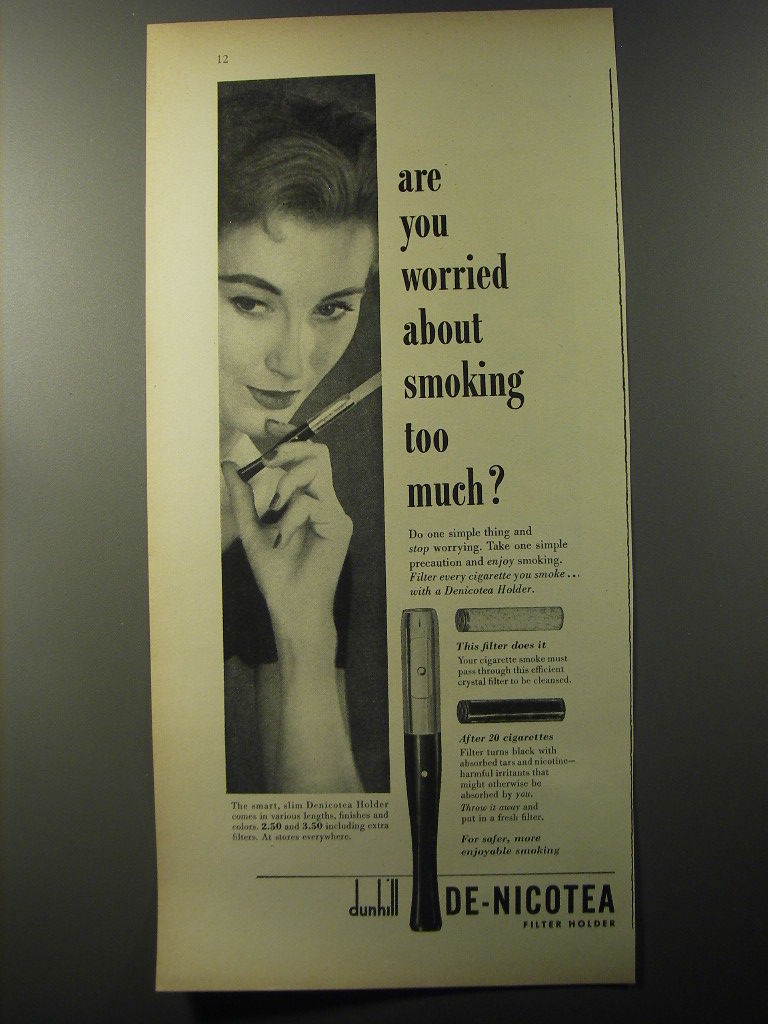 12
are
you
worried
about
smoking
too
much?
Do one simple thing and
stop worrying. Take one simple
precaution and enjoy smoking.
Filter every cigarette you smoke...
with a Denicotea Holder.
This filter does it
Your cigarette smoke must
pass through this efficient
crystal filter to be cleansed.
After 20 cigarettes
Filter turns black with
absorbed tars and nicotine—
harmful irritants that
might otherwise be
absorbed by you.
Throw it away and
put in a fresh filter.
For safer, more
enjoyable smoking
The smart, slim Denicotea Holder
comes in various lengths, finishes and
colors. 2.50 and 3.50 including extra
filters. At stores everywhere.
dunhill DE-NICOTEA
FILTER HOLDER